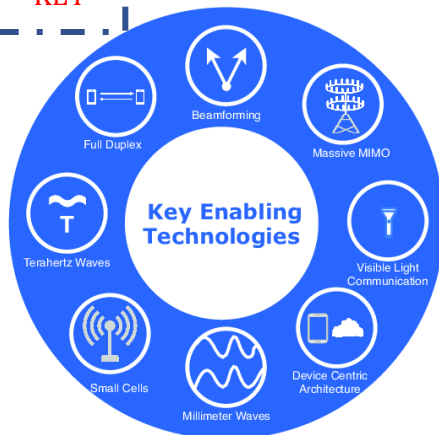 KEY
Beamforming
Full Duplex
Massive MIMO
Key Enabling
Technologies
T
Terahertz Waves
Visible Light
Communication
Small Cells
Device Centric
Architecture
Millimeter Waves